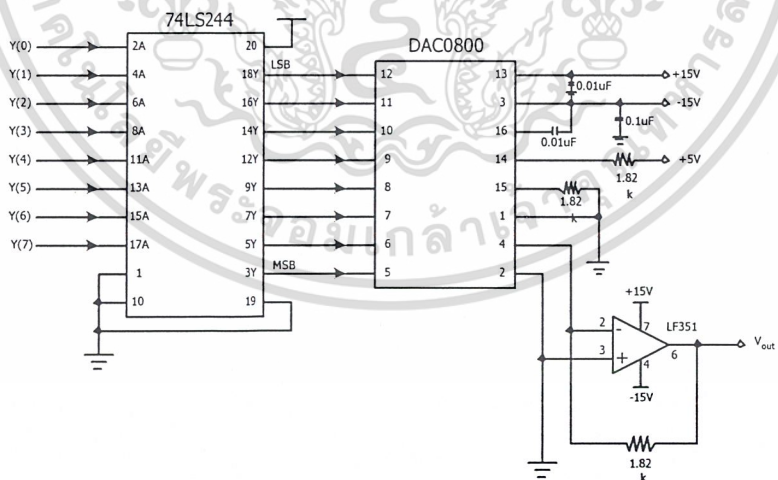 74LS244
Y(0) 2A 20
Y(1) 4A 18Y LSB
Y(2) 6A 16Y
Y(3) 8A 14Y
Y(4) 11A 12Y
Y(5) 13A 9Y
Y(6) 15A 7Y
Y(7) 17A 5Y
1 3Y MSB
10 19
DAC0800
12 13 +15V
0.01uF
11 3 -15V
10 16
0.01uF
0.1uF
9 14 +5V
1.82
k
8 15
1.82
k
7 1
6 4
5 2
+15V
LF351
2 - 7
3 + 6
4
-15V
Vout
1.82
k